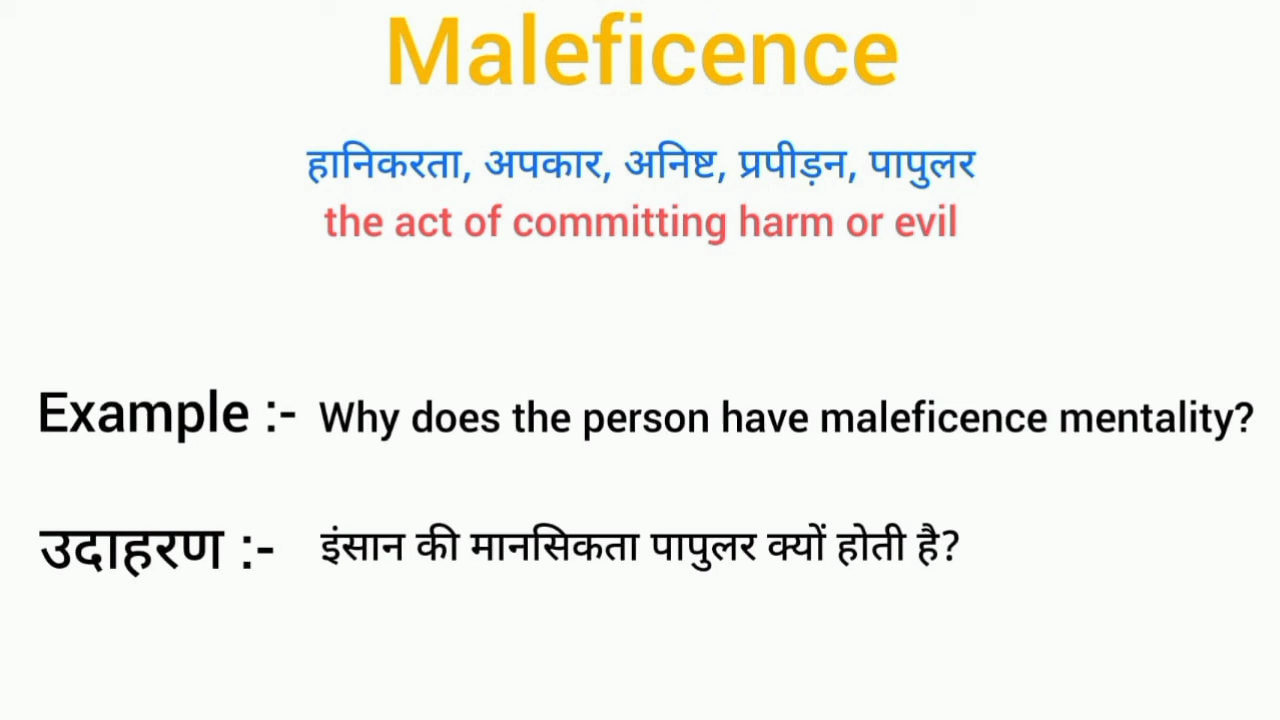 Maleficence
हानिकरता, अपकार, अनिष्ट, प्रपीड़न, पापुलर
the act of committing harm or evil
Example :- Why does the person have maleficence mentality?
उदाहरण :- इंसान की मानसिकता पापुलर क्यों होती है?